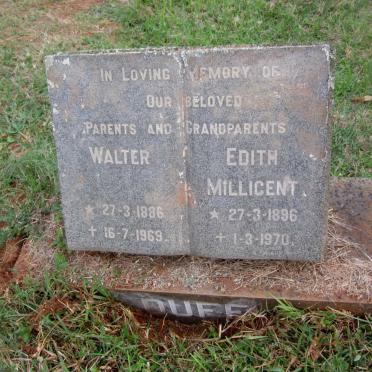 IN LOVING MEMORY OF
OUR BELOVED
PARENTS AND GRANDPARENTS
WALTER
* 27-3-1886
+ 16-7-1969.
EDITH
MILLICENT.
* 27-3-1896
+ 1-3-1970.